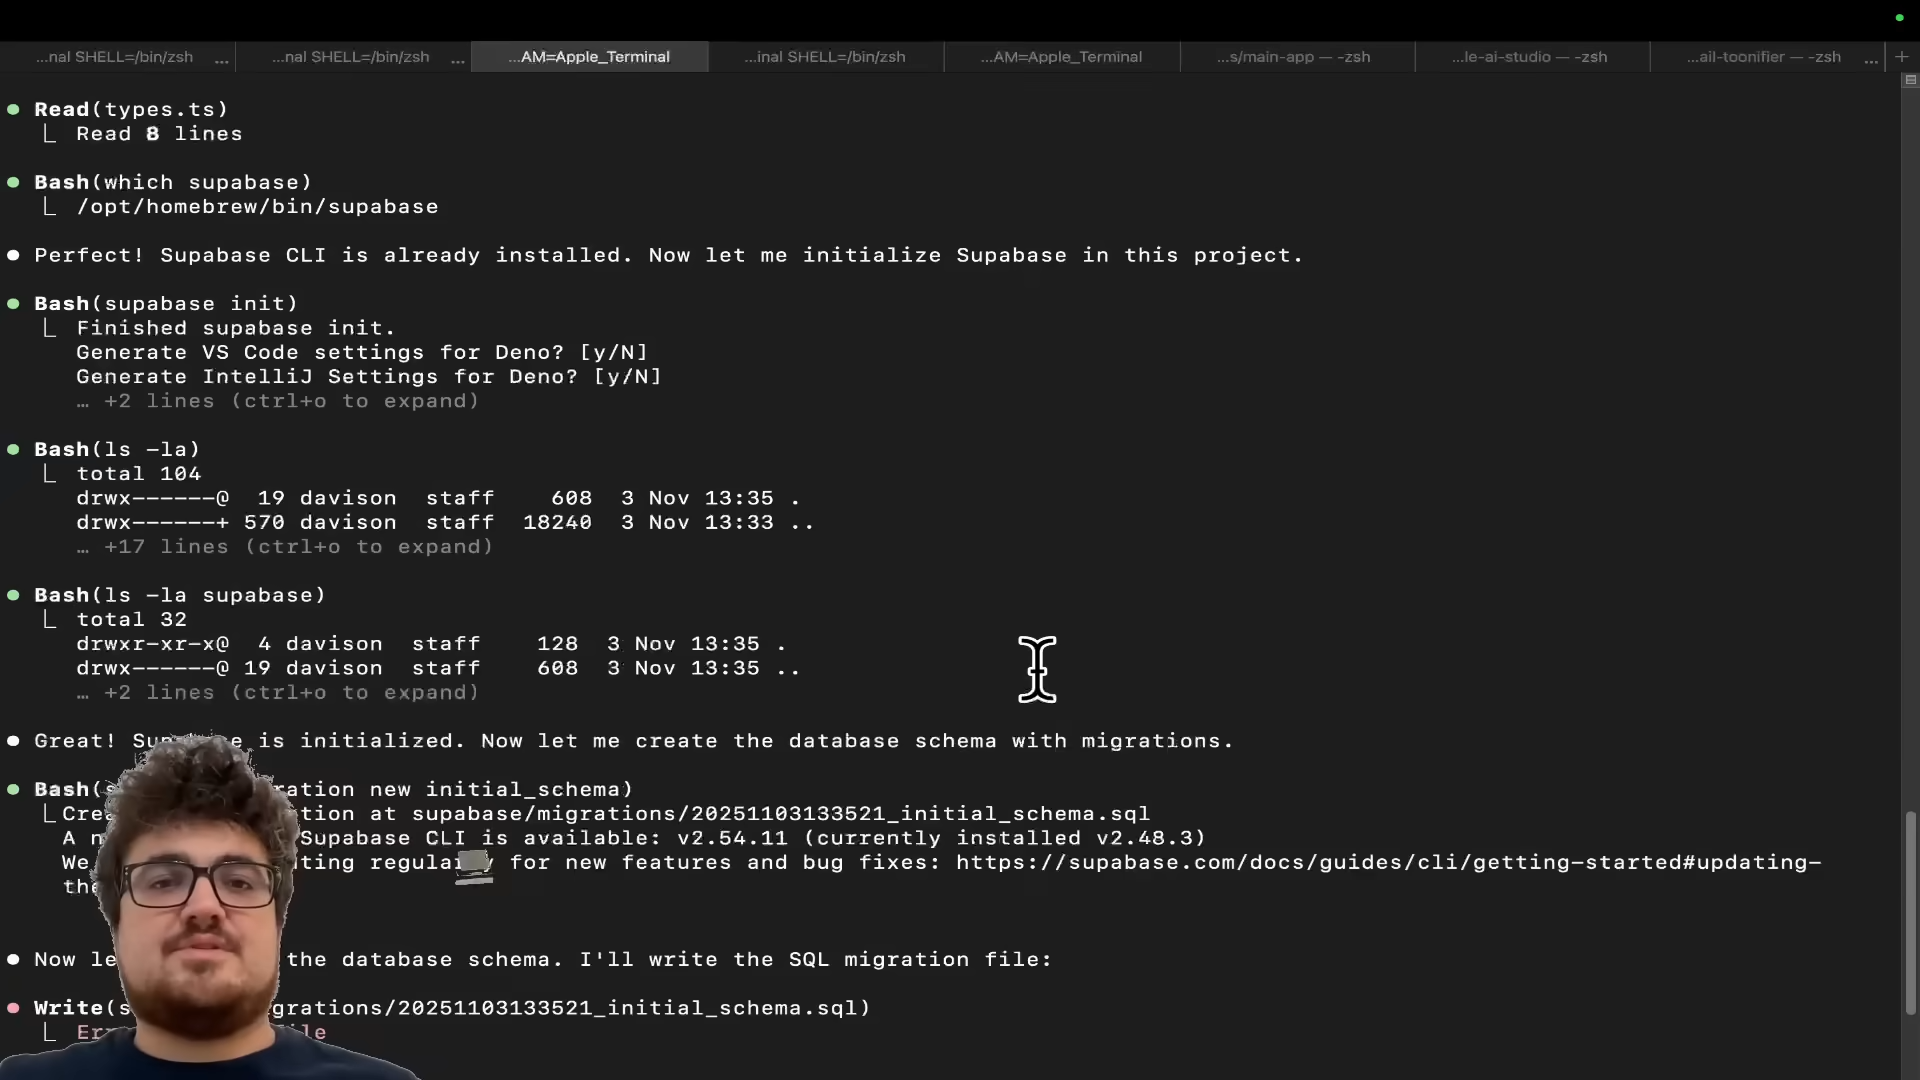 ...nal SHELL=/bin/zsh ... ...nal SHELL=/bin/zsh ... ...AM=Apple_Terminal ...inal SHELL=/bin/zsh ...AM=Apple_Terminal ...s/main-app — -zsh ...le-ai-studio — -zsh ...ail-toonifier — -zsh ... +
Read(types.ts)
Read 8 lines
Bash(which supabase)
/opt/homebrew/bin/supabase
Perfect! Supabase CLI is already installed. Now let me initialize Supabase in this project.
Bash(supabase init)
Finished supabase init.
Generate VS Code settings for Deno? [y/N]
Generate IntelliJ Settings for Deno? [y/N]
… +2 lines (ctrl+o to expand)
Bash(ls -la)
total 104
drwx------@ 19 davison staff 608 3 Nov 13:35 .
drwx------+ 570 davison staff 18240 3 Nov 13:33 ..
… +17 lines (ctrl+o to expand)
Bash(ls -la supabase)
total 32
drwxr-xr-x@ 4 davison staff 128 3 Nov 13:35 .
drwx------@ 19 davison staff 608 3 Nov 13:35 ..
… +2 lines (ctrl+o to expand)
Great! is initialized. Now let me create the database schema with migrations.
Bash( new initial_schema)
at supabase/migrations/20251103133521_initial_schema.sql
A Supabase CLI is available: v2.54.11 (currently installed v2.48.3)
We for new features and bug fixes: https://supabase.com/docs/guides/cli/getting-started#updating-
Now the database schema. I'll write the SQL migration file:
Write( grations/20251103133521_initial_schema.sql)